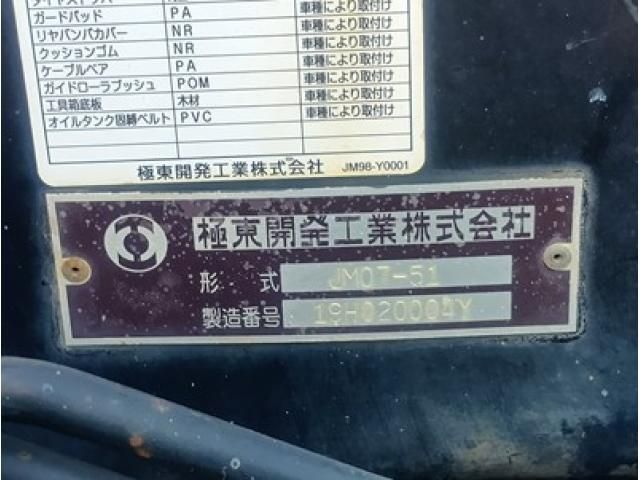 ガードパッド PA 車種により取付け
リヤバンパカバー NR 車種により取付け
クッションゴム NR 車種により取付け
ケーブルベア PA 車種により取付け
ガイドローラブッシュ POM 車種により取付け
工具箱底板 木材 車種により取付け
オイルタンク固縛ベルト PVC 車種により取付け
極東開発工業株式会社 JM98-Y0001
極東開発工業株式会社
形式 JM07-51
製造番号 19H020004Y